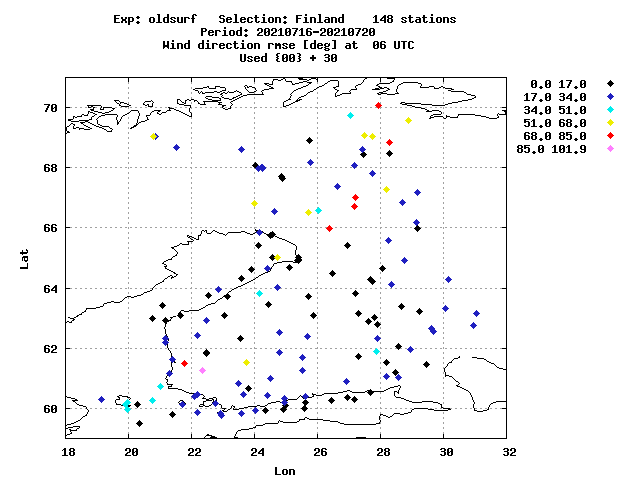 Exp: oldsurf   Selection: Finland    148 stations
Period: 20210716-20210720
Wind direction rmse [deg] at  06 UTC
Used {00} + 30
0.0 17.0
17.0 34.0
34.0 51.0
51.0 68.0
68.0 85.0
85.0 101.9
70
68
66
64
62
60
Lat
18 20 22 24 26 28 30 32
Lon